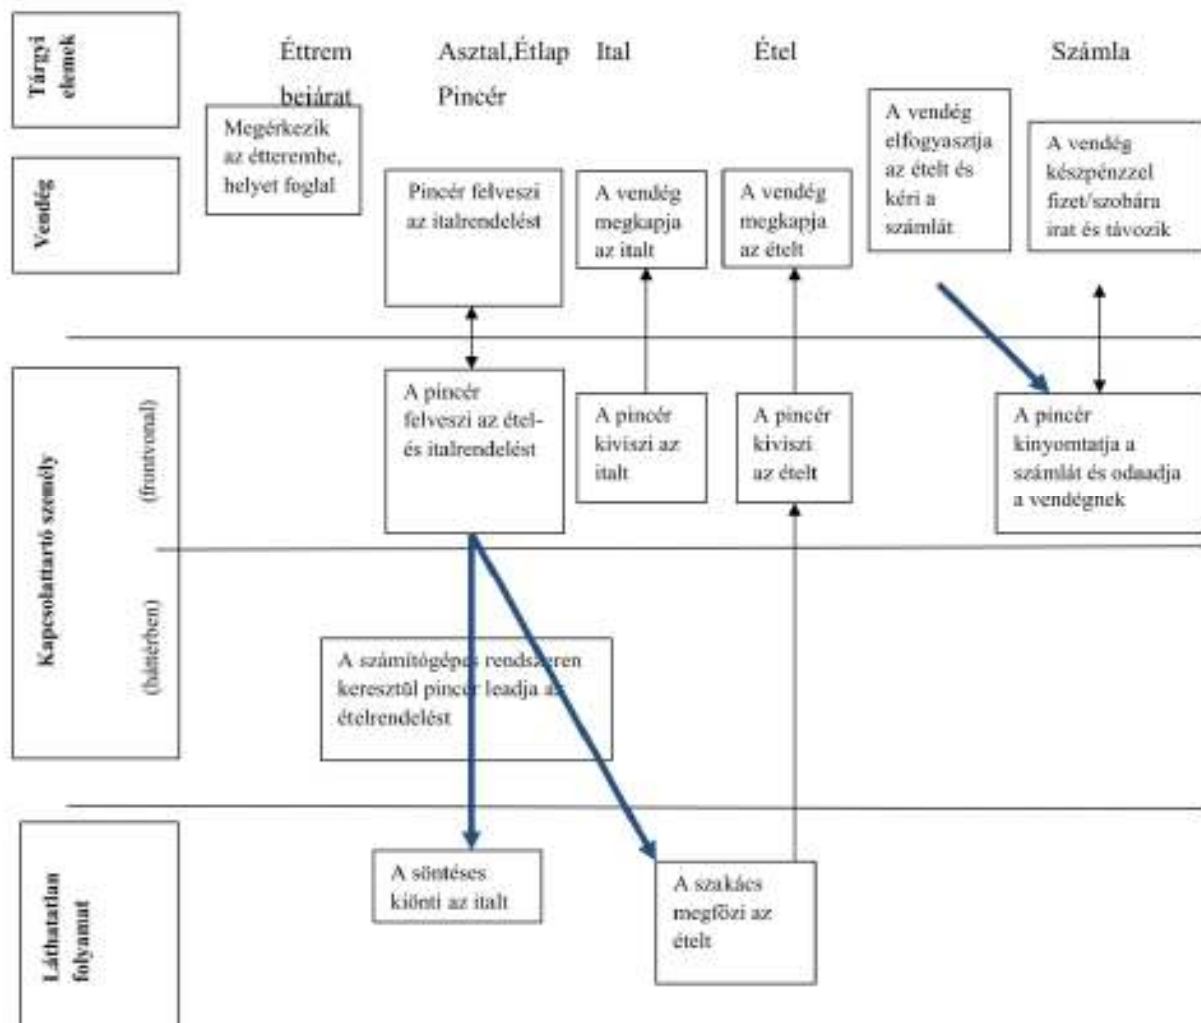 Tárgyi
elemek
Éttrem
bejárat
Asztal,Étlap
Pincér
Ital
Étel
Számla
Vendég
Megérkezik
az étterembe,
helyet foglal
Pincér felveszi
az italrendelést
A vendég
megkapja
az italt
A vendég
megkapja
az ételt
A vendég
elfogyasztja
az ételt és
kéri a
számlát
A vendég
készpénzzel
fizet/szobára
irat és távozik
Kapcsolattartó személy
(frontvonal)
(háttérben)
A pincér
felveszi az étel-
és italrendelést
A pincér
kiviszi az
italt
A pincér
kiviszi
az ételt
A pincér
kinyomtatja a
számlát és odaadja
a vendégnek
A számítógépes rendszeren
keresztül pincér leadja az
ételrendelést
Láthatatlan
folyamat
A söntéses
kiönti az italt
A szakács
megfőzi az
ételt